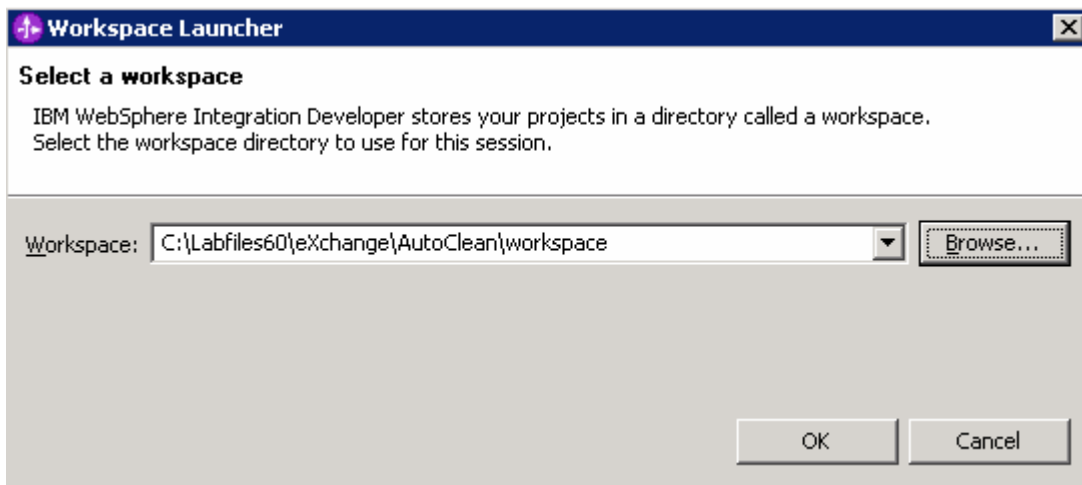 Workspace Launcher
Select a workspace
IBM WebSphere Integration Developer stores your projects in a directory called a workspace.
Select the workspace directory to use for this session.
Workspace: C:\Labfiles60\eXchange\AutoClean\workspace Browse...
OK Cancel